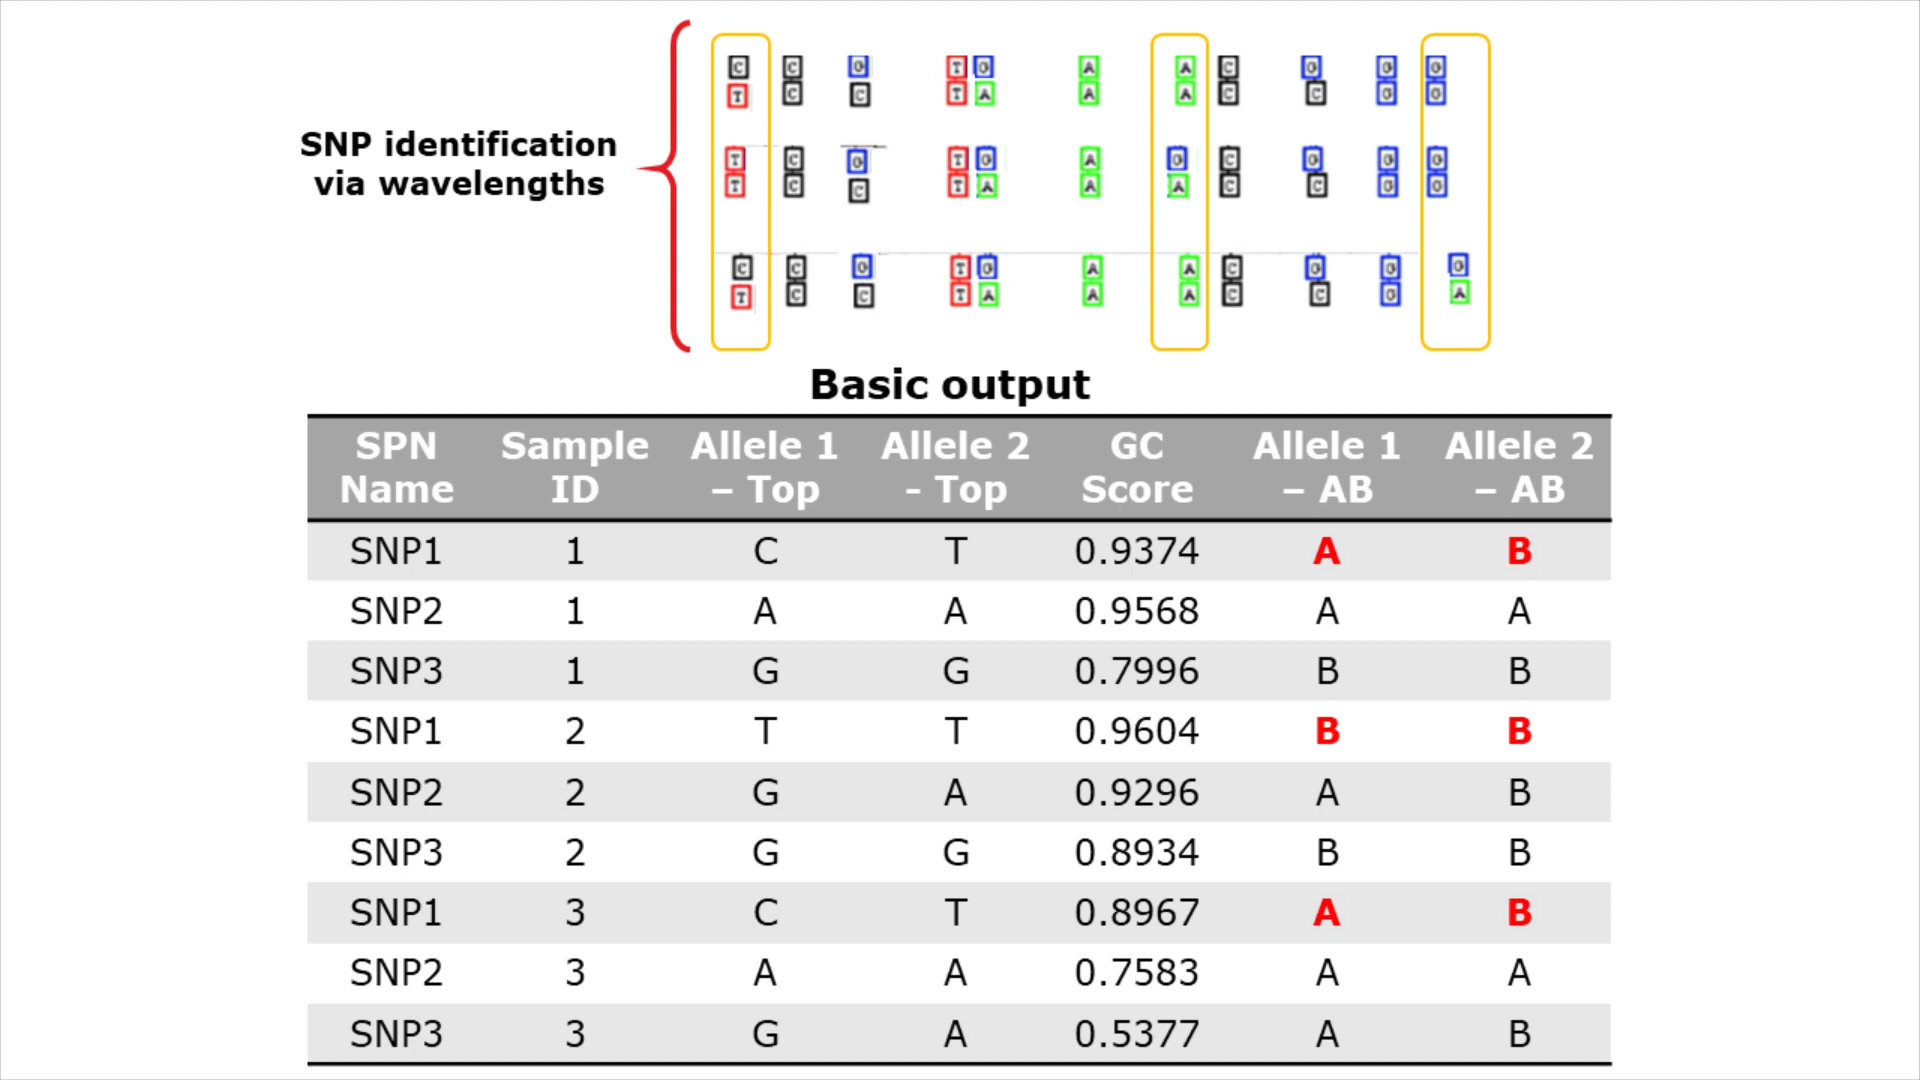 C C G T G A A C G G G
T C C T A A A C C G G
SNP identification
via wavelengths
T C G T G A G C G G G
T C C T A A A C C G G
C C G T G A A C G G G
T C C T A A A C C G A
Basic output
SPN Name Sample ID Allele 1 – Top Allele 2 - Top GC Score Allele 1 – AB Allele 2 – AB
SNP1 1 C T 0.9374 A B
SNP2 1 A A 0.9568 A A
SNP3 1 G G 0.7996 B B
SNP1 2 T T 0.9604 B B
SNP2 2 G A 0.9296 A B
SNP3 2 G G 0.8934 B B
SNP1 3 C T 0.8967 A B
SNP2 3 A A 0.7583 A A
SNP3 3 G A 0.5377 A B